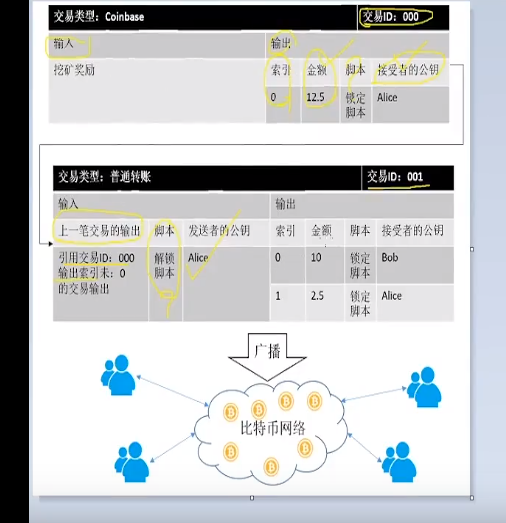 交易类型：Coinbase 交易ID：000
输入 输出
挖矿奖励 索引 金额 脚本 接受者的公钥
0 12.5 锁定脚本 Alice
交易类型：普通转账 交易ID：001
输入 输出
上一笔交易的输出 脚本 发送者的公钥 索引 金额 脚本 接受者的公钥
引用交易ID：000 解锁脚本 Alice 0 10 锁定脚本 Bob
输出索引未：0
的交易输出
1 2.5 锁定脚本 Alice
广播
比特币网络